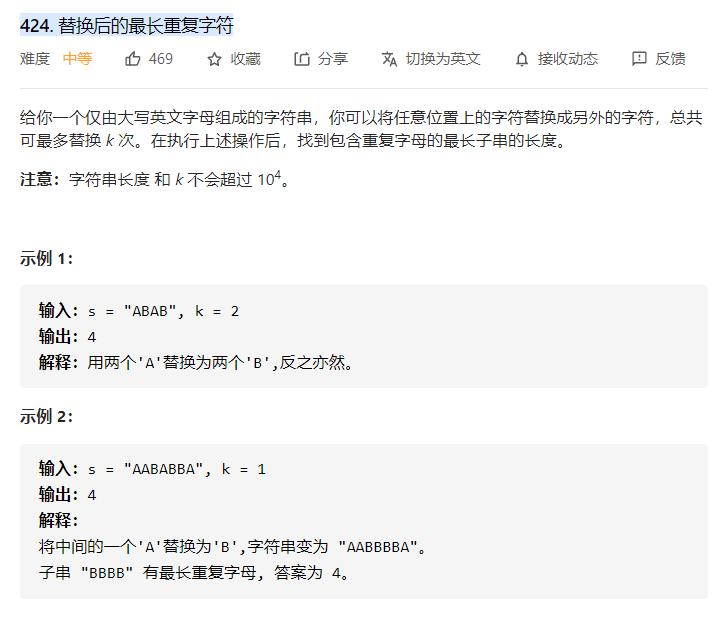 424. 替换后的最长重复字符
难度 中等 469 收藏 分享 切换为英文 接收动态 反馈
给你一个仅由大写英文字母组成的字符串，你可以将任意位置上的字符替换成另外的字符，总共
可最多替换 k 次。在执行上述操作后，找到包含重复字母的最长子串的长度。
注意：字符串长度 和 k 不会超过 10⁴。
示例 1：
输入：s = "ABAB", k = 2
输出：4
解释：用两个'A'替换为两个'B',反之亦然。
示例 2：
输入：s = "AABABBA", k = 1
输出：4
解释：
将中间的一个'A'替换为'B',字符串变为 "AABBBBA"。
子串 "BBBB" 有最长重复字母, 答案为 4。